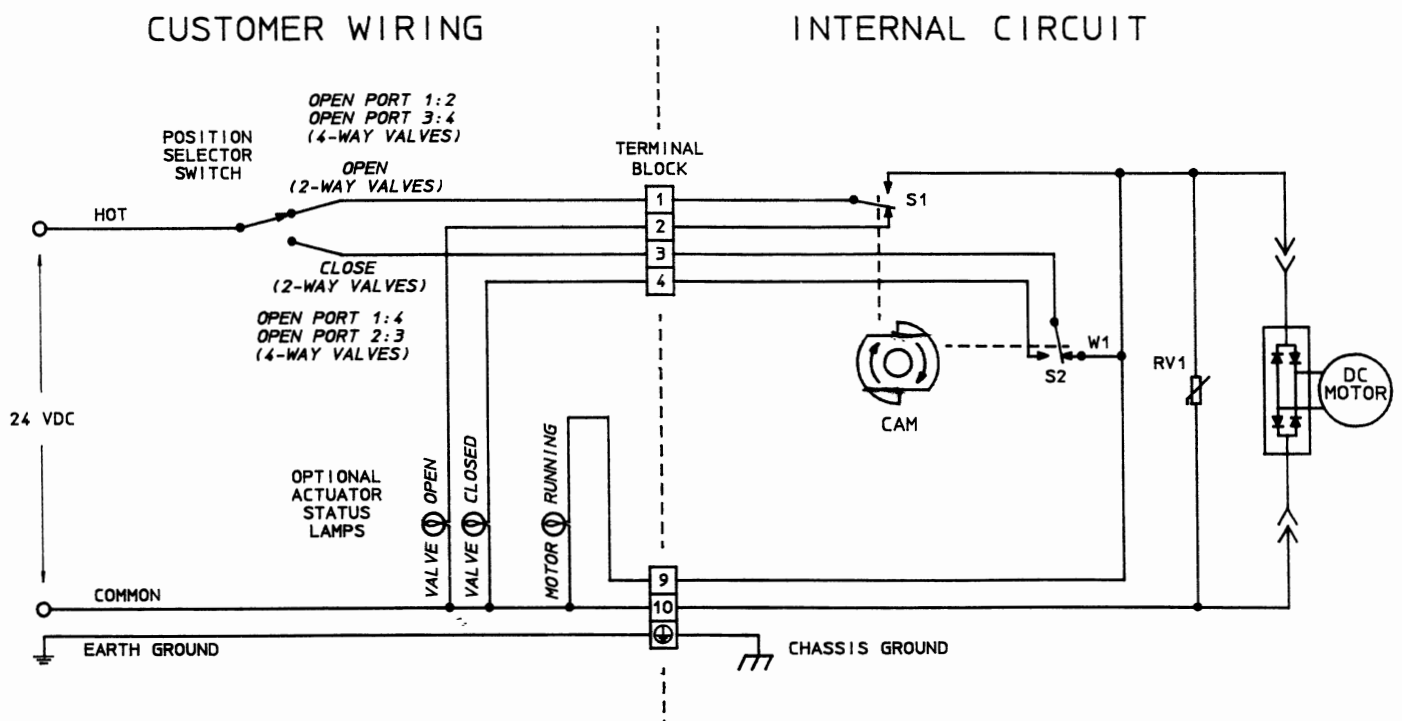 CUSTOMER WIRING
INTERNAL CIRCUIT
OPEN PORT 1:2
OPEN PORT 3:4
(4-WAY VALVES)
POSITION
SELECTOR
SWITCH
OPEN
(2-WAY VALVES)
TERMINAL
BLOCK
HOT
1
2
3
4
S1
CLOSE
(2-WAY VALVES)
OPEN PORT 1:4
OPEN PORT 2:3
(4-WAY VALVES)
W1
S2
RV1
DC
MOTOR
CAM
24 VDC
OPTIONAL
ACTUATOR
STATUS
LAMPS
VALVE OPEN
VALVE CLOSED
MOTOR RUNNING
9
10
COMMON
EARTH GROUND
CHASSIS GROUND